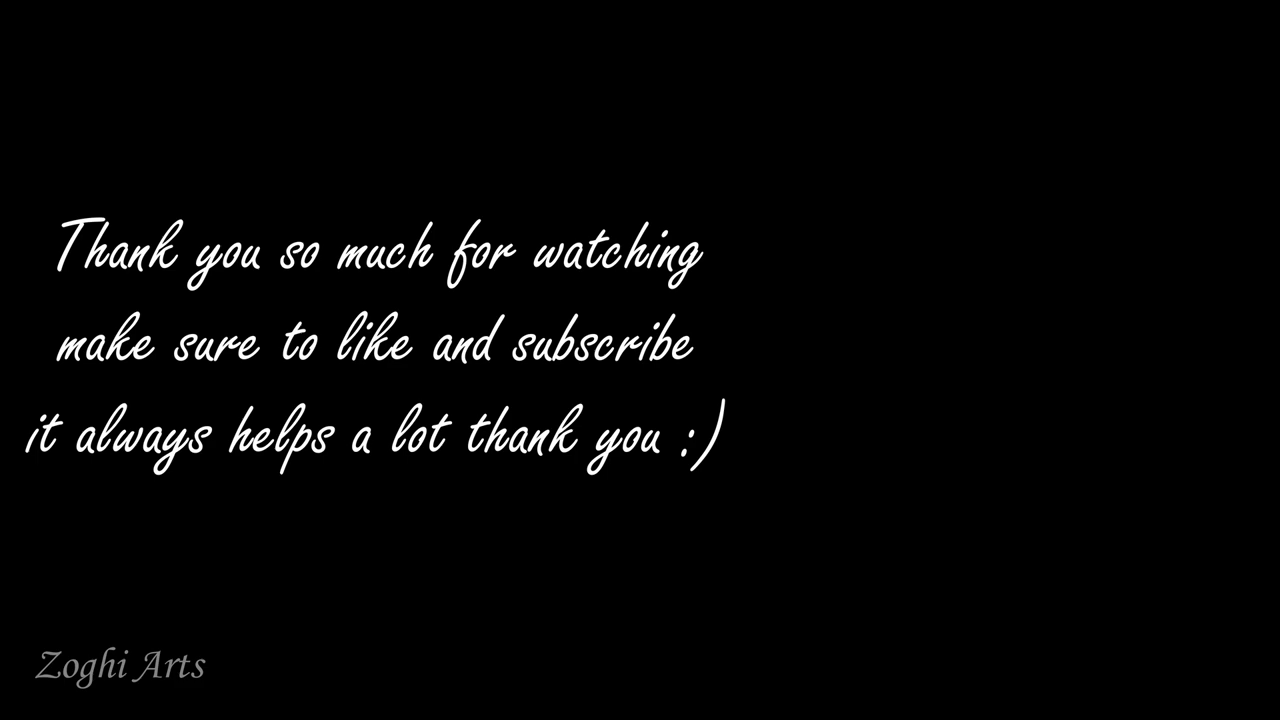 Thank you so much for watching
make sure to like and subscribe
it always helps a lot thank you :)
Zoghi Arts